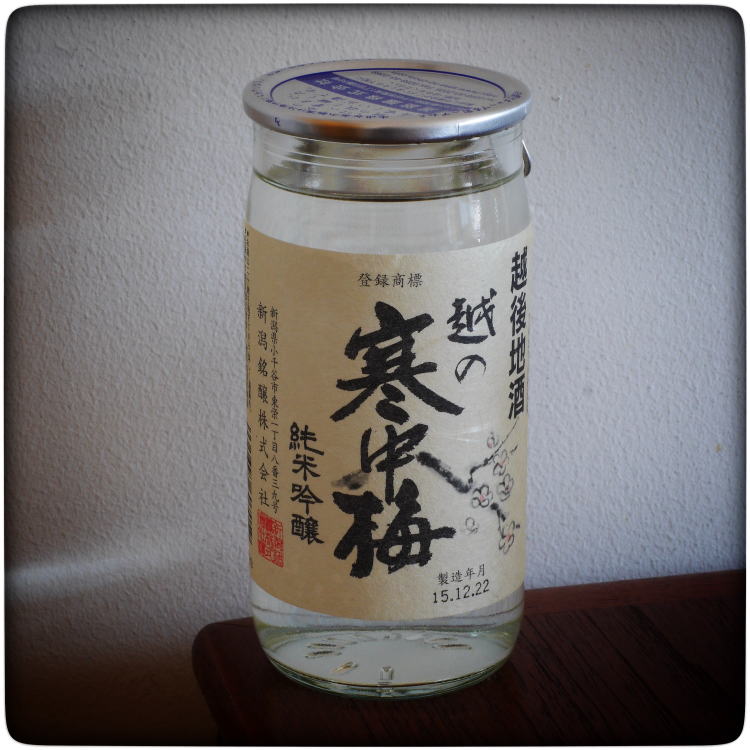 越後地酒
登録商標
越の
寒中梅
純米吟醸
新潟県小千谷市東栄一丁目八番三九号
新潟銘醸株式会社
製造年月
15.12.22